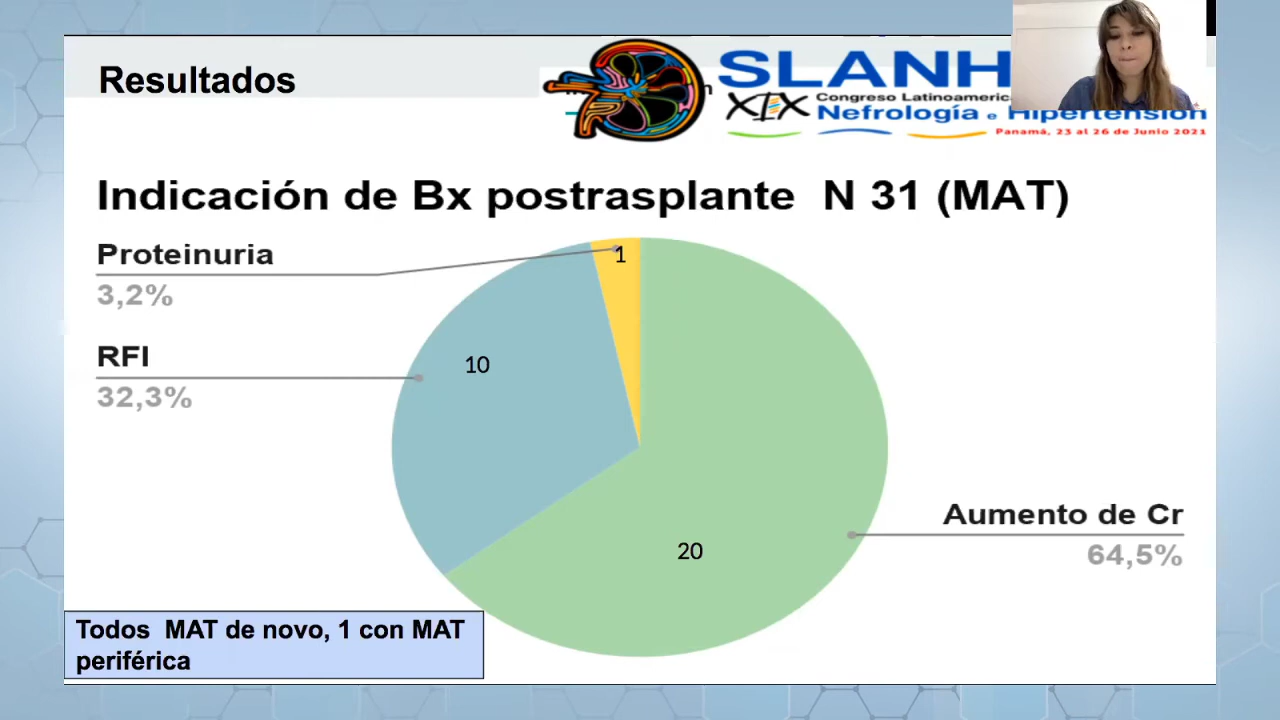 Resultados
SLANH
XIX Congreso Latinoameric
Nefrología e Hipertensión
Panamá, 23 al 26 de Junio 2021
Indicación de Bx postrasplante N 31 (MAT)
Proteinuria
3,2%
1
RFI
32,3%
10
Aumento de Cr
64,5%
20
Todos MAT de novo, 1 con MAT
periférica